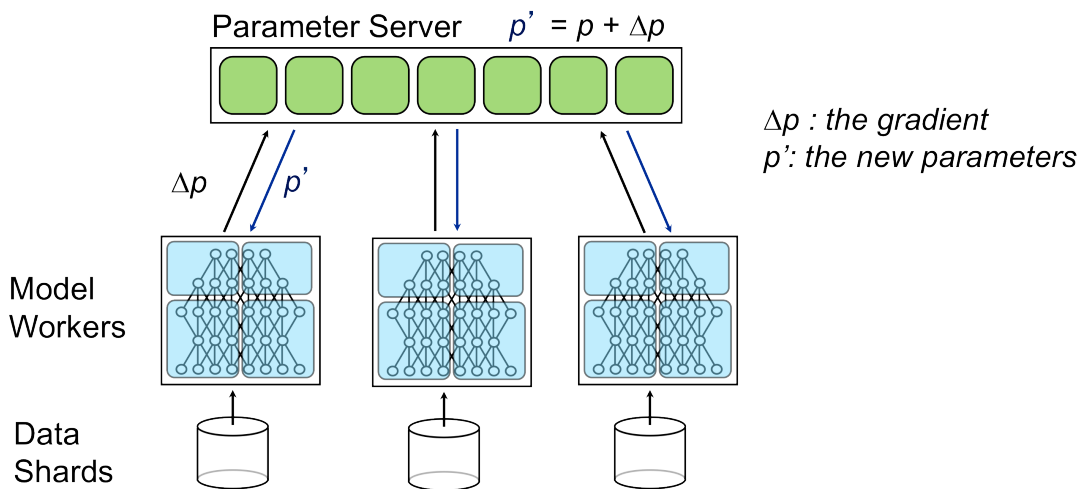 Parameter Server p’ = p + Δp
Δp : the gradient
p’: the new parameters
Δp p’
Model
Workers
Data
Shards